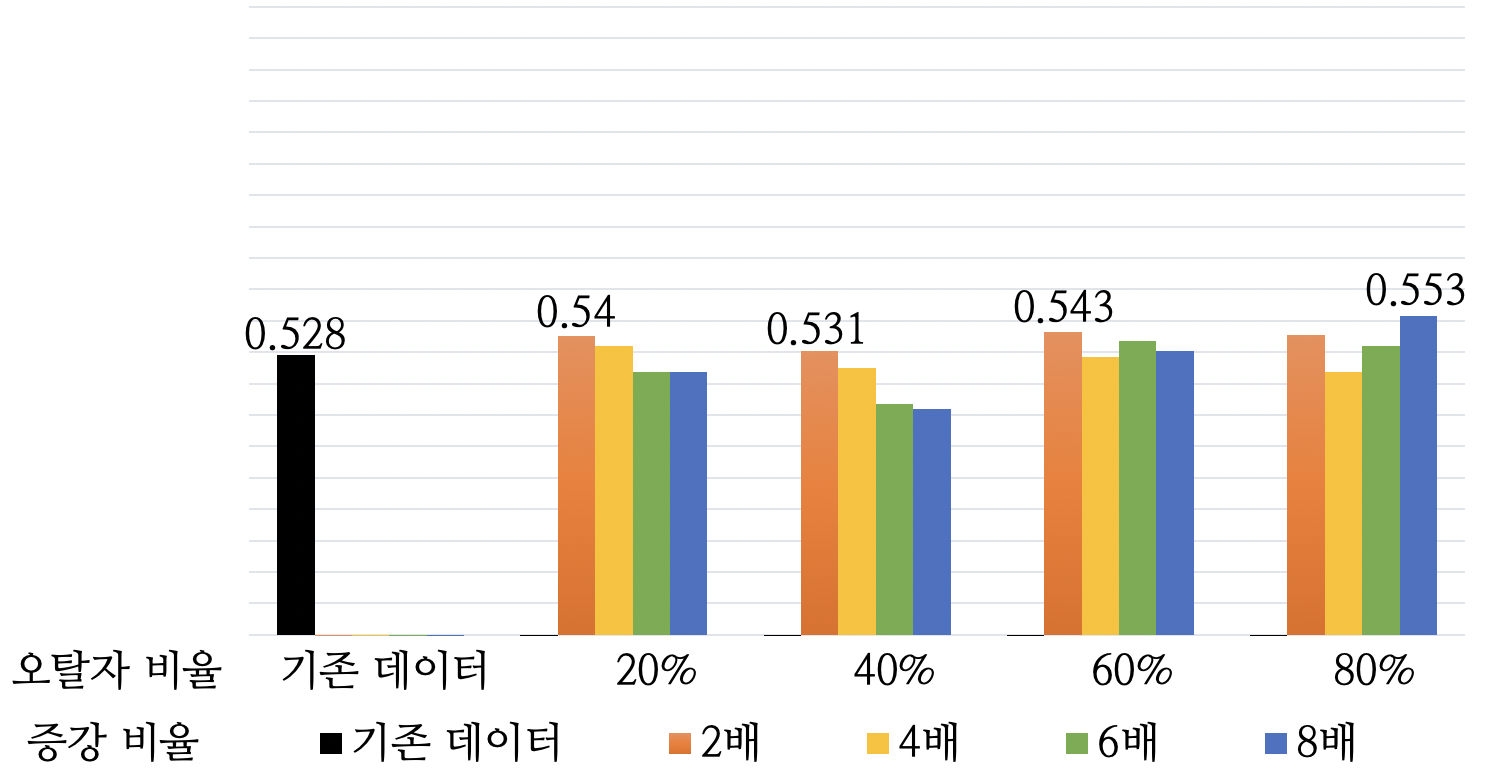 0.528 0.54 0.531 0.543 0.553
오탈자 비율 기존 데이터 20% 40% 60% 80%
증강 비율 기존 데이터 2배 4배 6배 8배